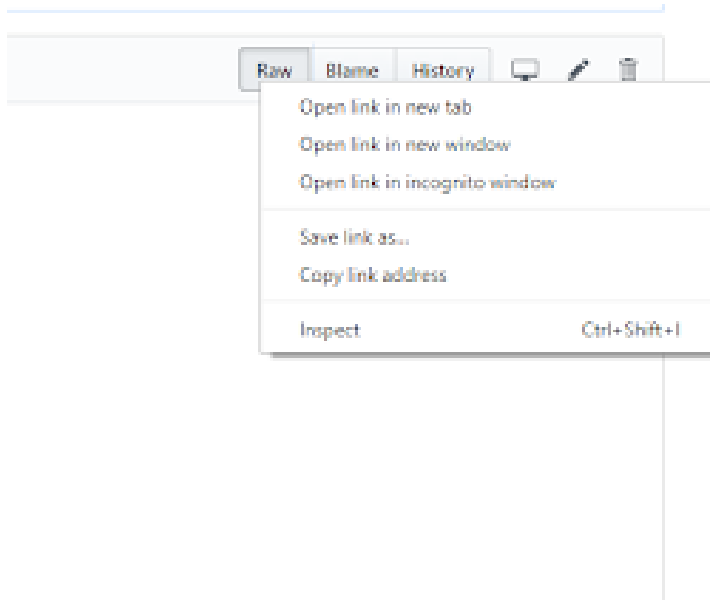 Raw Blame History
Open link in new tab
Open link in new window
Open link in incognito window
Save link as...
Copy link address
Inspect Ctrl+Shift+I